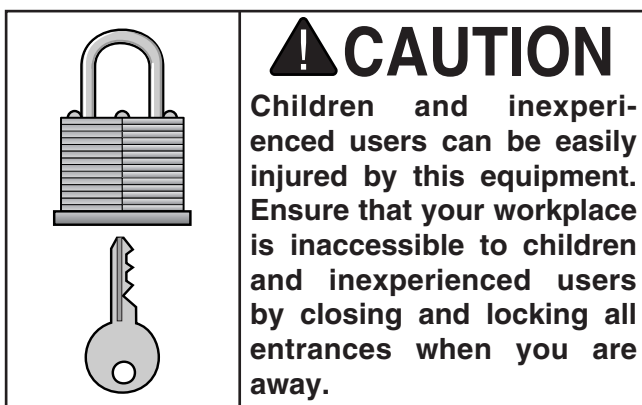 CAUTION
Children and inexperi-
enced users can be easily
injured by this equipment.
Ensure that your workplace
is inaccessible to children
and inexperienced users
by closing and locking all
entrances when you are
away.